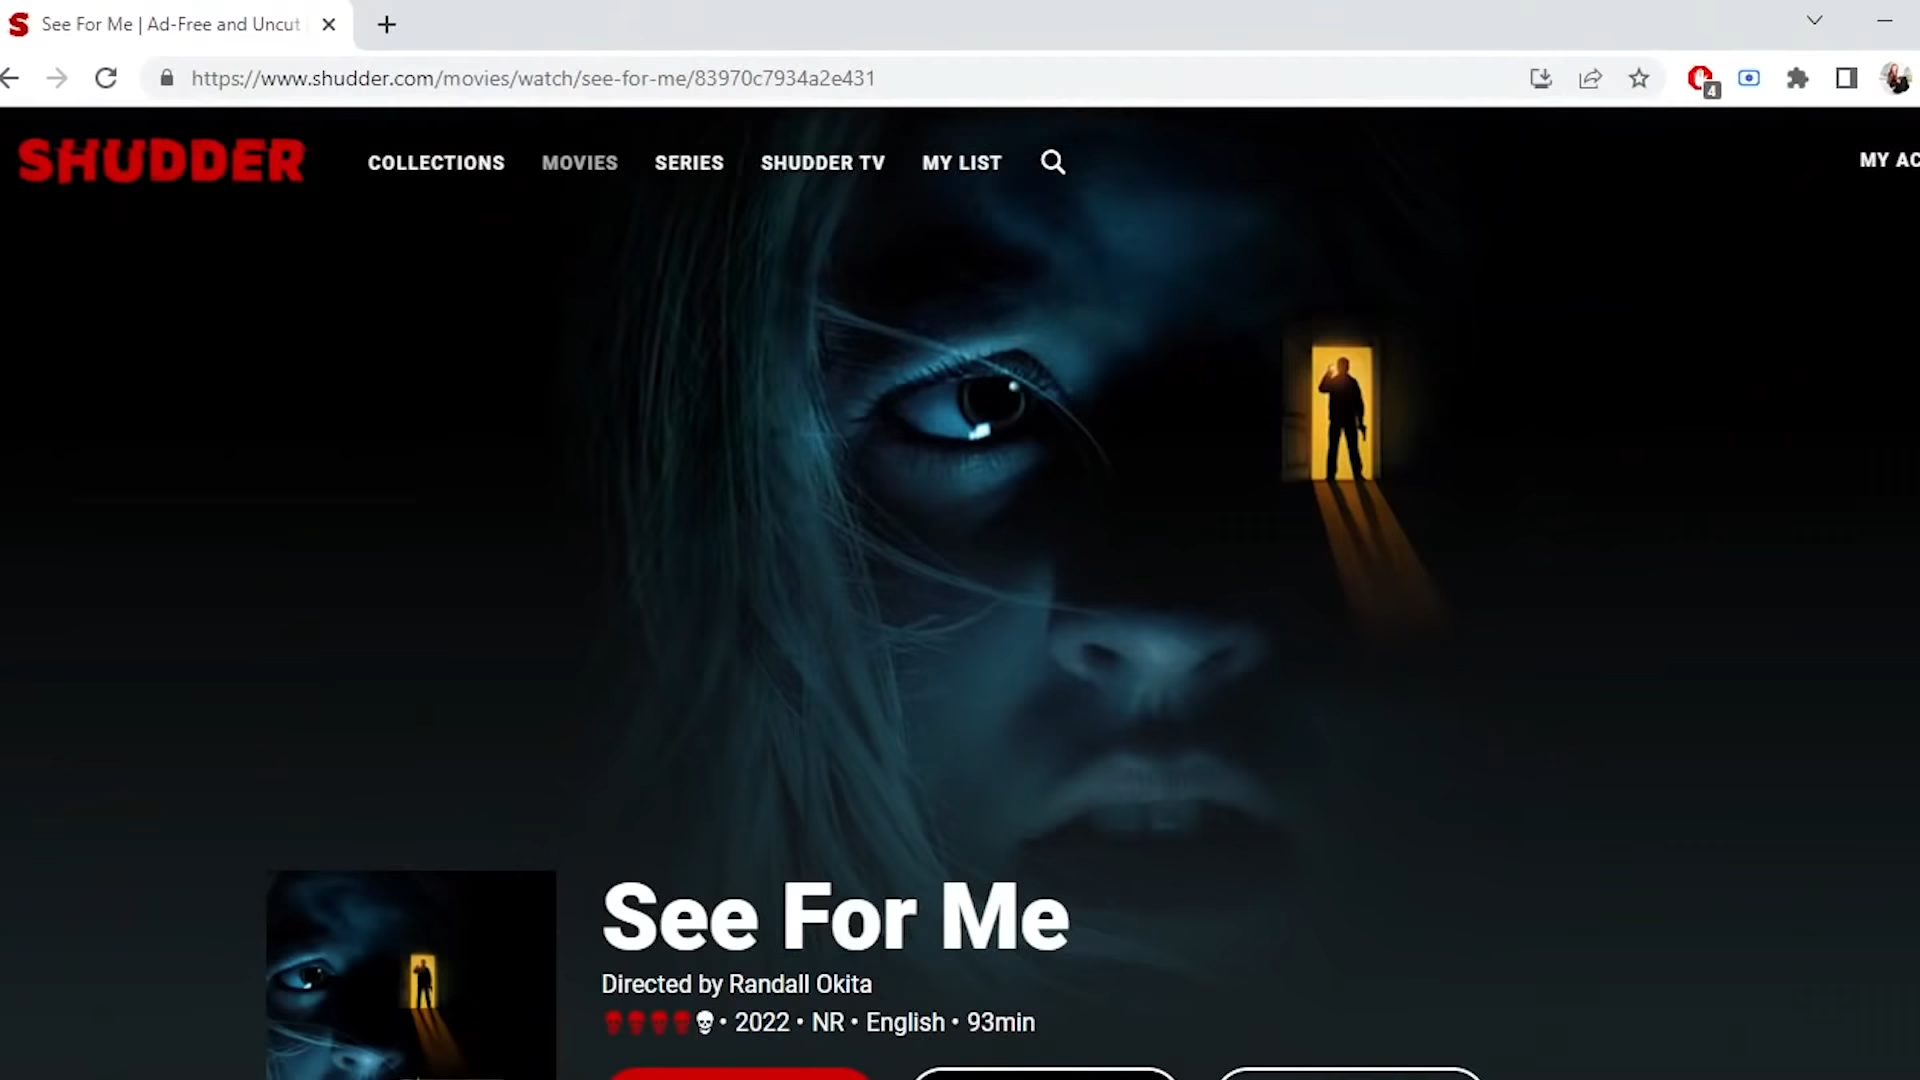 See For Me | Ad-Free and Uncut
https://www.shudder.com/movies/watch/see-for-me/83970c7934a2e431
4
SHUDDER
COLLECTIONS
MOVIES
SERIES
SHUDDER TV
MY LIST
MY AC
See For Me
Directed by Randall Okita
• 2022 • NR • English • 93min